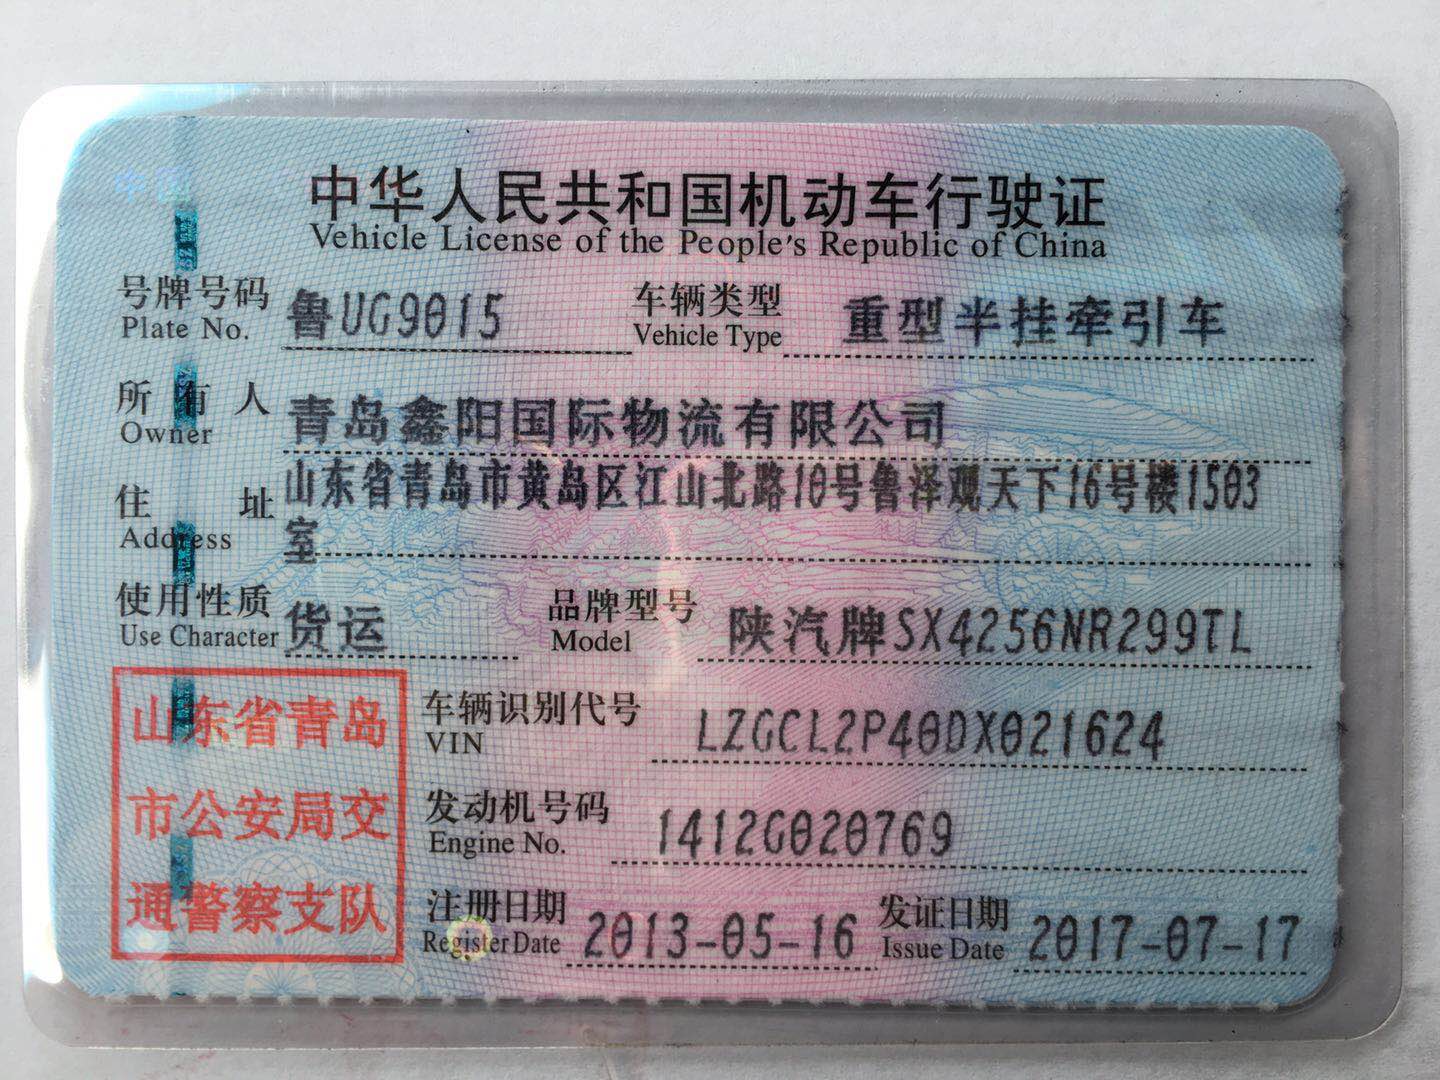 中华人民共和国机动车行驶证
Vehicle License of the People's Republic of China
号牌号码 鲁UG9015 车辆类型 重型半挂牵引车
Plate No. Vehicle Type
所有人 青岛鑫阳国际物流有限公司
Owner
住址 山东省青岛市黄岛区江山北路10号鲁泽观天下16号楼1503
Address 室
使用性质 货运 品牌型号 陕汽牌SX4256NR299TL
Use Character Model
山东省青岛
市公安局交
通警察支队
车辆识别代号 LZGCL2P40DX021624
VIN
发动机号码 1412G020769
Engine No.
注册日期 2013-05-16 发证日期 2017-07-17
Register Date Issue Date